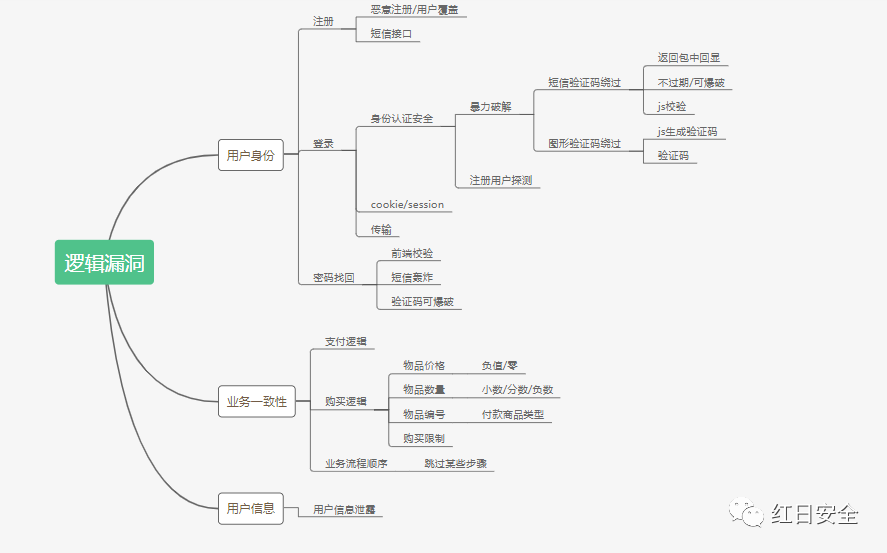 逻辑漏洞
用户身份
注册
恶意注册/用户覆盖
短信接口
登录
身份认证安全
暴力破解
短信验证码绕过
返回包中回显
不过期/可爆破
js校验
图形验证码绕过
js生成验证码
验证码
注册用户探测
cookie/session
传输
密码找回
前端校验
短信轰炸
验证码可爆破
业务一致性
支付逻辑
购买逻辑
物品价格
负值/零
物品数量
小数/分数/负数
物品编号
付款商品类型
购买限制
业务流程顺序
跳过某些步骤
用户信息
用户信息泄露
红日安全